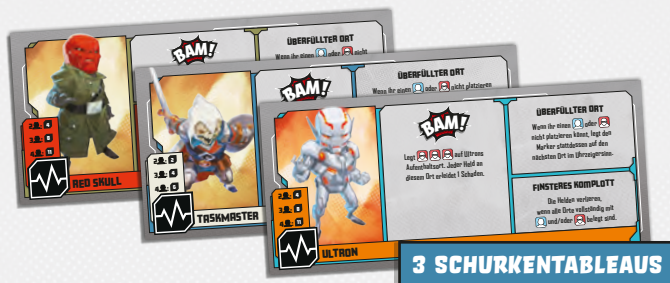 BAM!
ÜBERFÜLLTER ORT
Wenn ihr einen oder nicht
RED SKULL
BAM!
ÜBERFÜLLTER ORT
Wenn ihr einen oder nicht platzieren
TASKMASTER
BAM!
Legt auf Ultrons
Aufenthaltsort. Jeder Held an
diesem Ort erleidet 1 Schaden.
ÜBERFÜLLTER ORT
Wenn ihr einen oder
nicht platzieren könnt, legt den
Marker stattdessen auf den
nächsten Ort im Uhrzeigersinn.
FINSTERES KOMPLOTT
Die Helden verlieren,
wenn alle Orte vollständig mit
und/oder belegt sind.
ULTRON
3 SCHURKENTABLEAUS